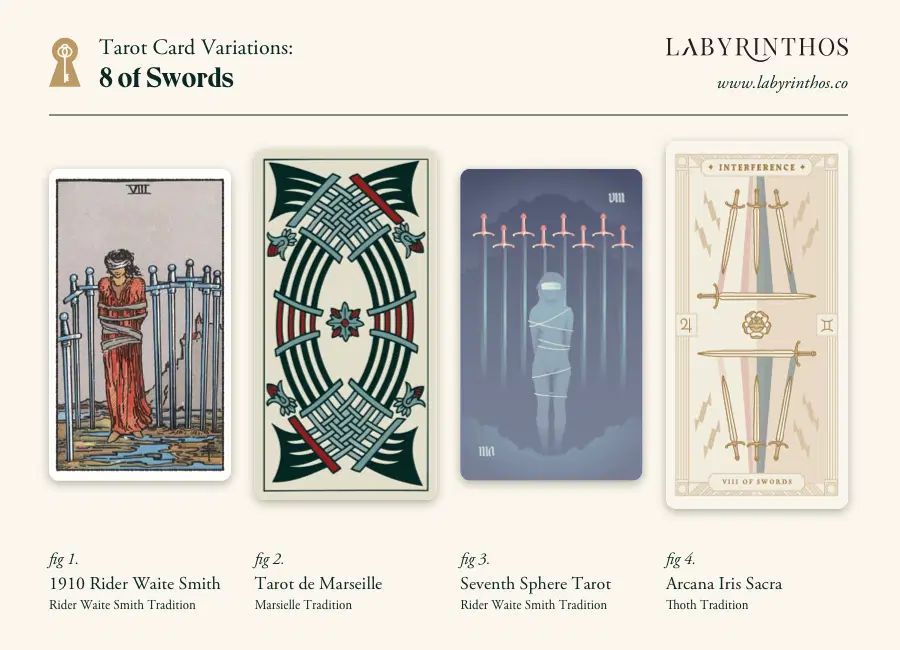 Tarot Card Variations:
8 of Swords
LABYRINTHOS
www.labyrinthos.co
VIII
VIII
VIII
INTERFERENCE
VIII OF SWORDS
fig 1.
1910 Rider Waite Smith
Rider Waite Smith Tradition
fig 2.
Tarot de Marseille
Marsielle Tradition
fig 3.
Seventh Sphere Tarot
Rider Waite Smith Tradition
fig 4.
Arcana Iris Sacra
Thoth Tradition